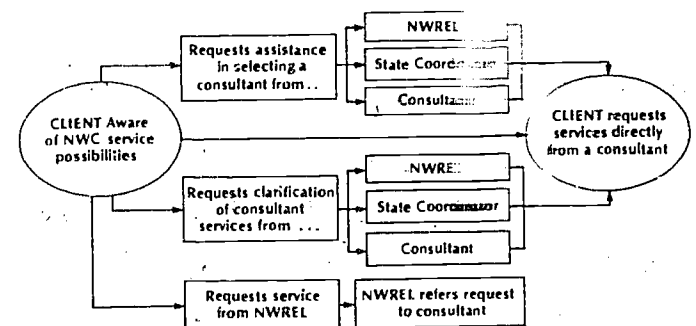 CLIENT Aware
of NWC service
possibilities
Requests assistance
in selecting a
consultant from . .
NWREL
State Coordinator
Consultant
CLIENT requests
services directly
from a consultant
Requests clarification
of consultant
services from . . .
NWREL
State Coordinator
Consultant
Requests service
from NWREL
NWREL refers request
to consultant